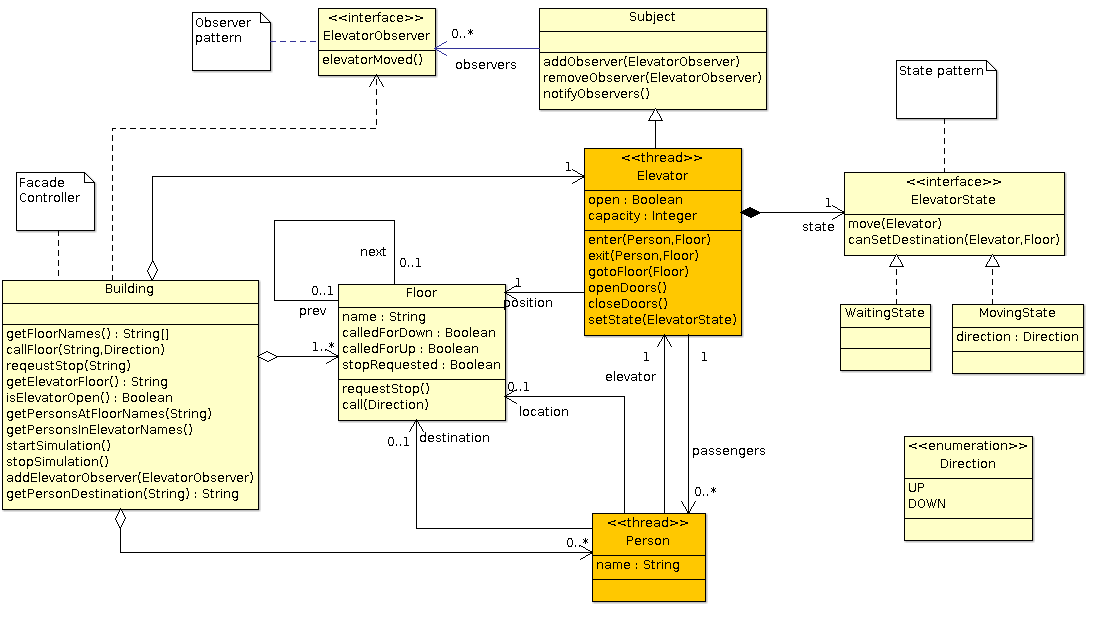 Observer
pattern
<<interface>>
ElevatorObserver
elevatorMoved()
0..*
observers
Subject
addObserver(ElevatorObserver)
removeObserver(ElevatorObserver)
notifyObservers()
State pattern
Facade
Controller
1
<<thread>>
Elevator
open : Boolean
capacity : Integer
enter(Person,Floor)
exit(Person,Floor)
gotoFloor(Floor)
openDoors()
closeDoors()
setState(ElevatorState)
1
state
<<interface>>
ElevatorState
move(Elevator)
canSetDestination(Elevator,Floor)
WaitingState
MovingState
direction : Direction
next
0..1
0..1
prev
1
position
Building
getFloorNames() : String[]
callFloor(String,Direction)
reqeustStop(String)
getElevatorFloor() : String
isElevatorOpen() : Boolean
getPersonsAtFloorNames(String)
getPersonsInElevatorNames()
startSimulation()
stopSimulation()
addElevatorObserver(ElevatorObserver)
getPersonDestination(String) : String
1..*
Floor
name : String
calledForDown : Boolean
calledForUp : Boolean
stopRequested : Boolean
requestStop()
call(Direction)
0..1
location
0..1
destination
1
elevator
1
passengers
0..*
0..*
<<thread>>
Person
name : String
<<enumeration>>
Direction
UP
DOWN